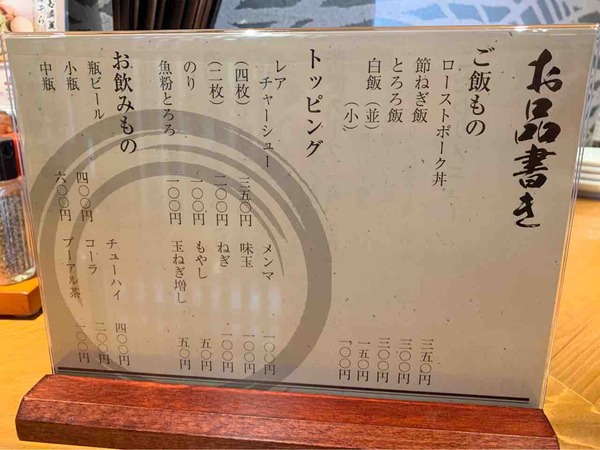 お品書き
ご飯もの
ローストポーク丼 三五〇円
節ねぎ飯 三〇〇円
とろろ飯 三〇〇円
白飯(並) 一五〇円
(小) 一〇〇円
トッピング
レアチャーシュー
(四枚) 三五〇円
(二枚) 二〇〇円
のり 一〇〇円
魚粉とろろ 一〇〇円
メンマ 一〇〇円
味玉 一〇〇円
ねぎ 一〇〇円
もやし 五〇円
玉ねぎ増し 五〇円
お飲みもの
瓶ビール
小瓶 四〇〇円
中瓶 六〇〇円
チューハイ 四〇〇円
コーラ 二〇〇円
プーアル茶 一〇〇円